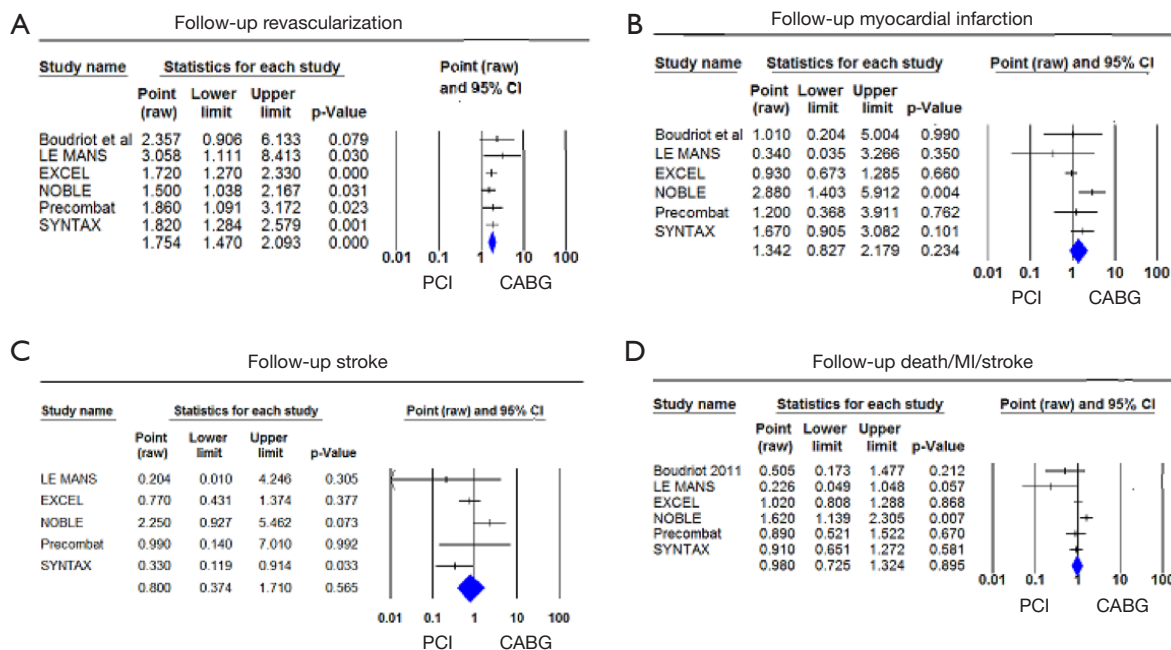 A
Follow-up revascularization
Study name Statistics for each study Point (raw) and 95% CI
Point (raw) Lower limit Upper limit p-Value
Boudriot et al 2.357 0.906 6.133 0.079
LE MANS 3.058 1.111 8.413 0.030
EXCEL 1.720 1.270 2.330 0.000
NOBLE 1.500 1.038 2.167 0.031
Precombat 1.860 1.091 3.172 0.023
SYNTAX 1.820 1.284 2.579 0.001
1.754 1.470 2.093 0.000
0.01 0.1 1 10 100
PCI CABG
B
Follow-up myocardial infarction
Study name Statistics for each study Point (raw) and 95% CI
Point (raw) Lower limit Upper limit p-Value
Boudriot et al 1.010 0.204 5.004 0.990
LE MANS 0.340 0.035 3.266 0.350
EXCEL 0.930 0.673 1.285 0.660
NOBLE 2.880 1.403 5.912 0.004
Precombat 1.200 0.368 3.911 0.762
SYNTAX 1.670 0.905 3.082 0.101
1.342 0.827 2.179 0.234
0.01 0.1 1 10 100
PCI CABG
C
Follow-up stroke
Study name Statistics for each study Point (raw) and 95% CI
Point (raw) Lower limit Upper limit p-Value
LE MANS 0.204 0.010 4.246 0.305
EXCEL 0.770 0.431 1.374 0.377
NOBLE 2.250 0.927 5.462 0.073
Precombat 0.990 0.140 7.010 0.992
SYNTAX 0.330 0.119 0.914 0.033
0.800 0.374 1.710 0.565
0.01 0.1 1 10 100
PCI CABG
D
Follow-up death/MI/stroke
Study name Statistics for each study Point (raw) and 95% CI
Point (raw) Lower limit Upper limit p-Value
Boudriot 2011 0.505 0.173 1.477 0.212
LE MANS 0.226 0.049 1.048 0.057
EXCEL 1.020 0.808 1.288 0.868
NOBLE 1.620 1.139 2.305 0.007
Precombat 0.890 0.521 1.522 0.670
SYNTAX 0.910 0.651 1.272 0.581
0.980 0.725 1.324 0.895
0.01 0.1 1 10 100
PCI CABG